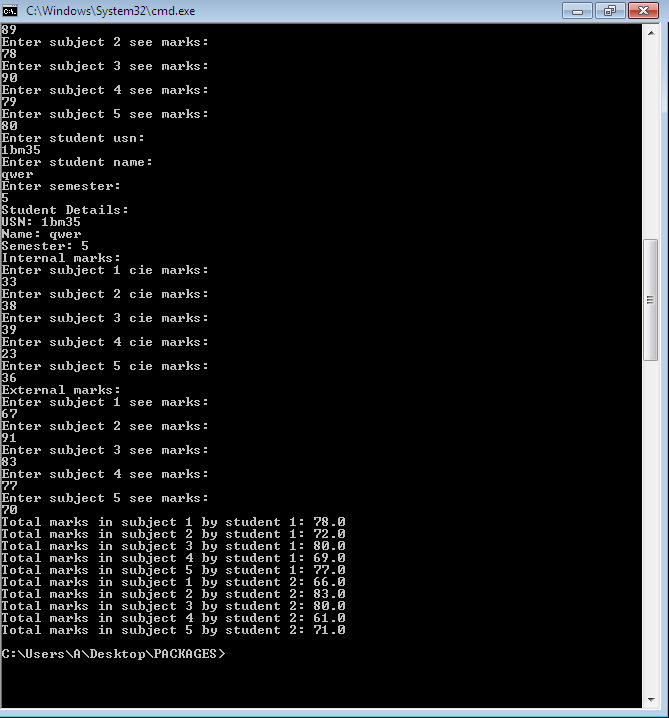 C:\Windows\System32\cmd.exe
89
Enter subject 2 see marks:
78
Enter subject 3 see marks:
90
Enter subject 4 see marks:
79
Enter subject 5 see marks:
80
Enter student usn:
1bm35
Enter student name:
qwer
Enter semester:
5
Student Details:
USN: 1bm35
Name: qwer
Semester: 5
Internal marks:
Enter subject 1 cie marks:
33
Enter subject 2 cie marks:
38
Enter subject 3 cie marks:
39
Enter subject 4 cie marks:
23
Enter subject 5 cie marks:
36
External marks:
Enter subject 1 see marks:
67
Enter subject 2 see marks:
91
Enter subject 3 see marks:
83
Enter subject 4 see marks:
77
Enter subject 5 see marks:
70
Total marks in subject 1 by student 1: 78.0
Total marks in subject 2 by student 1: 72.0
Total marks in subject 3 by student 1: 80.0
Total marks in subject 4 by student 1: 69.0
Total marks in subject 5 by student 1: 77.0
Total marks in subject 1 by student 2: 66.0
Total marks in subject 2 by student 2: 83.0
Total marks in subject 3 by student 2: 80.0
Total marks in subject 4 by student 2: 61.0
Total marks in subject 5 by student 2: 71.0
C:\Users\A\Desktop\PACKAGES>